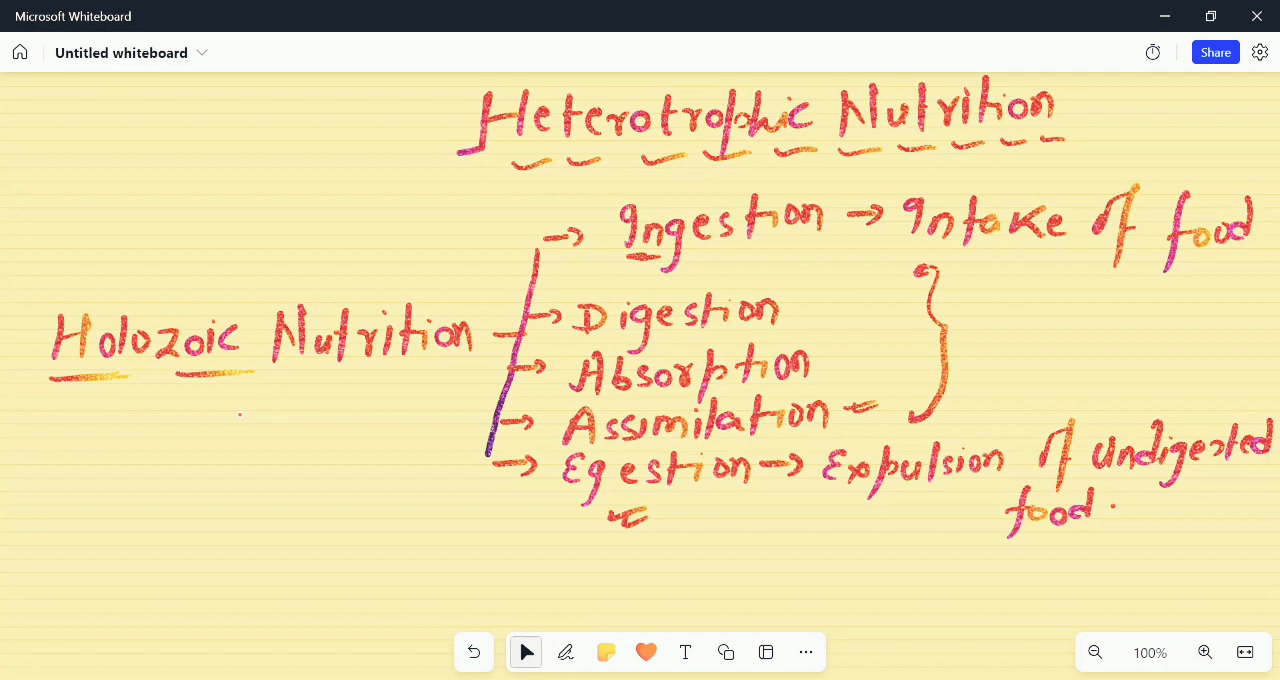 Microsoft Whiteboard
Untitled whiteboard
Share
Heterotrophic Nutrition
Ingestion → Intake of food
Holozoic Nutrition → Digestion
→ Absorption
→ Assimilation
→ Egestion → Expulsion of undigested
food.
100%